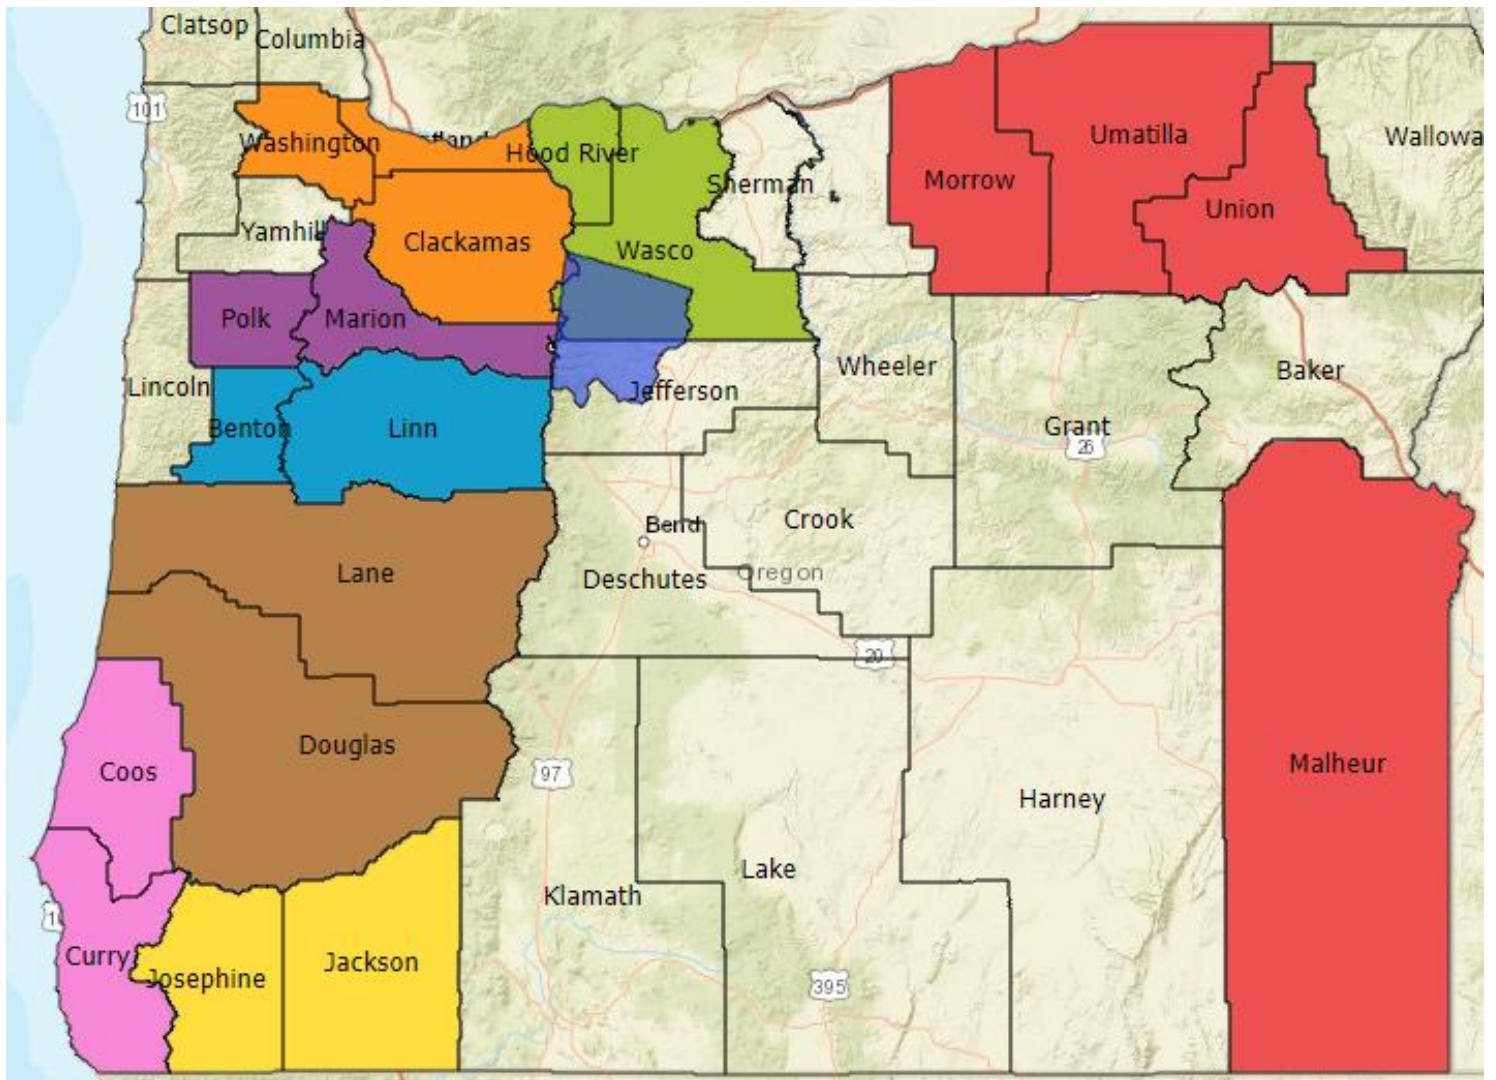 Clatsop
Columbia
101
Washington
Hood River
Umatilla
Wallowa
Morrow
Sherman
Union
Yamhill
Clackamas
Wasco
Polk
Marion
Wheeler
Baker
Lincoln
Jefferson
Benton
Linn
Grant
26
Crook
Bend
Lane
Deschutes
Oregon
20
Douglas
Coos
97
Malheur
Harney
Lake
Klamath
1
Curry
Jackson
Josephine
395